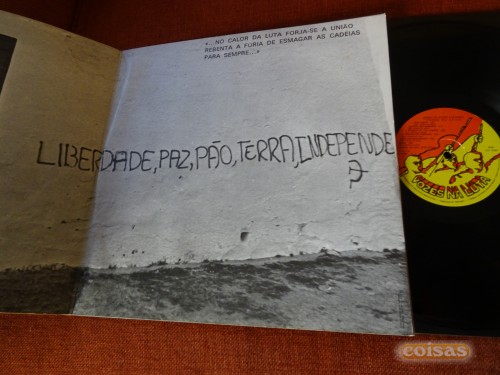 «...NO CALOR DA LUTA FORJA-SE A UNIÃO
REBENTA A FURIA DE ESMAGAR AS CADEIAS
PARA SEMPRE...»
LIBERDADE, PAZ, PÃO, TERRA, INDEPENDE
VOZES NA LUTA
coisas